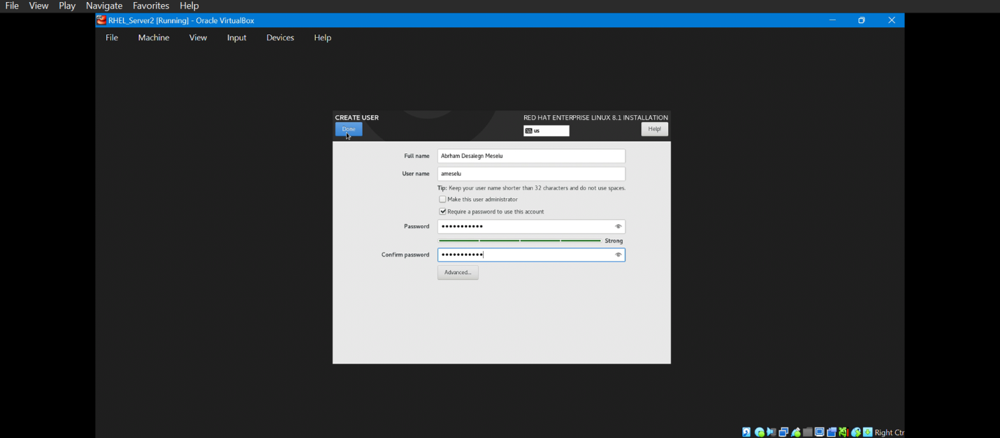 File View Play Navigate Favorites Help
RHEL_Server2 [Running] - Oracle VirtualBox
File Machine View Input Devices Help
CREATE USER
RED HAT ENTERPRISE LINUX 8.1 INSTALLATION
Done
us
Help!
Full name Abrham Desalegn Meselu
User name ameselu
Tip: Keep your user name shorter than 32 characters and do not use spaces.
Make this user administrator
Require a password to use this account
Password •••••••••••
Strong
Confirm password •••••••••••
Advanced...
Right Ctr